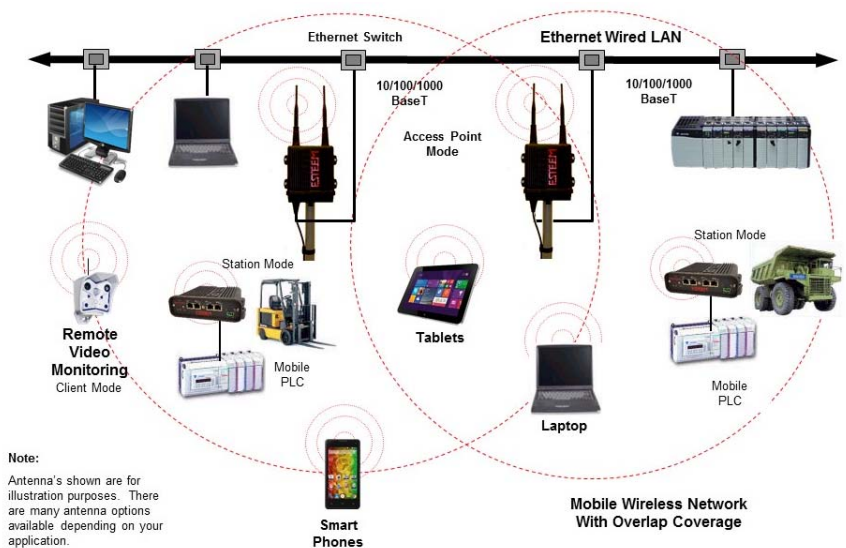 Ethernet Switch
Ethernet Wired LAN
10/100/1000
BaseT
10/100/1000
BaseT
Access Point
Mode
ESTEEM
ESTEEM
Station Mode
Station Mode
Remote
Video
Monitoring
Client Mode
Mobile
PLC
Tablets
Mobile
PLC
Laptop
Note:
Antenna's shown are for
illustration purposes. There
are many antenna options
available depending on your
application.
Smart
Phones
Mobile Wireless Network
With Overlap Coverage